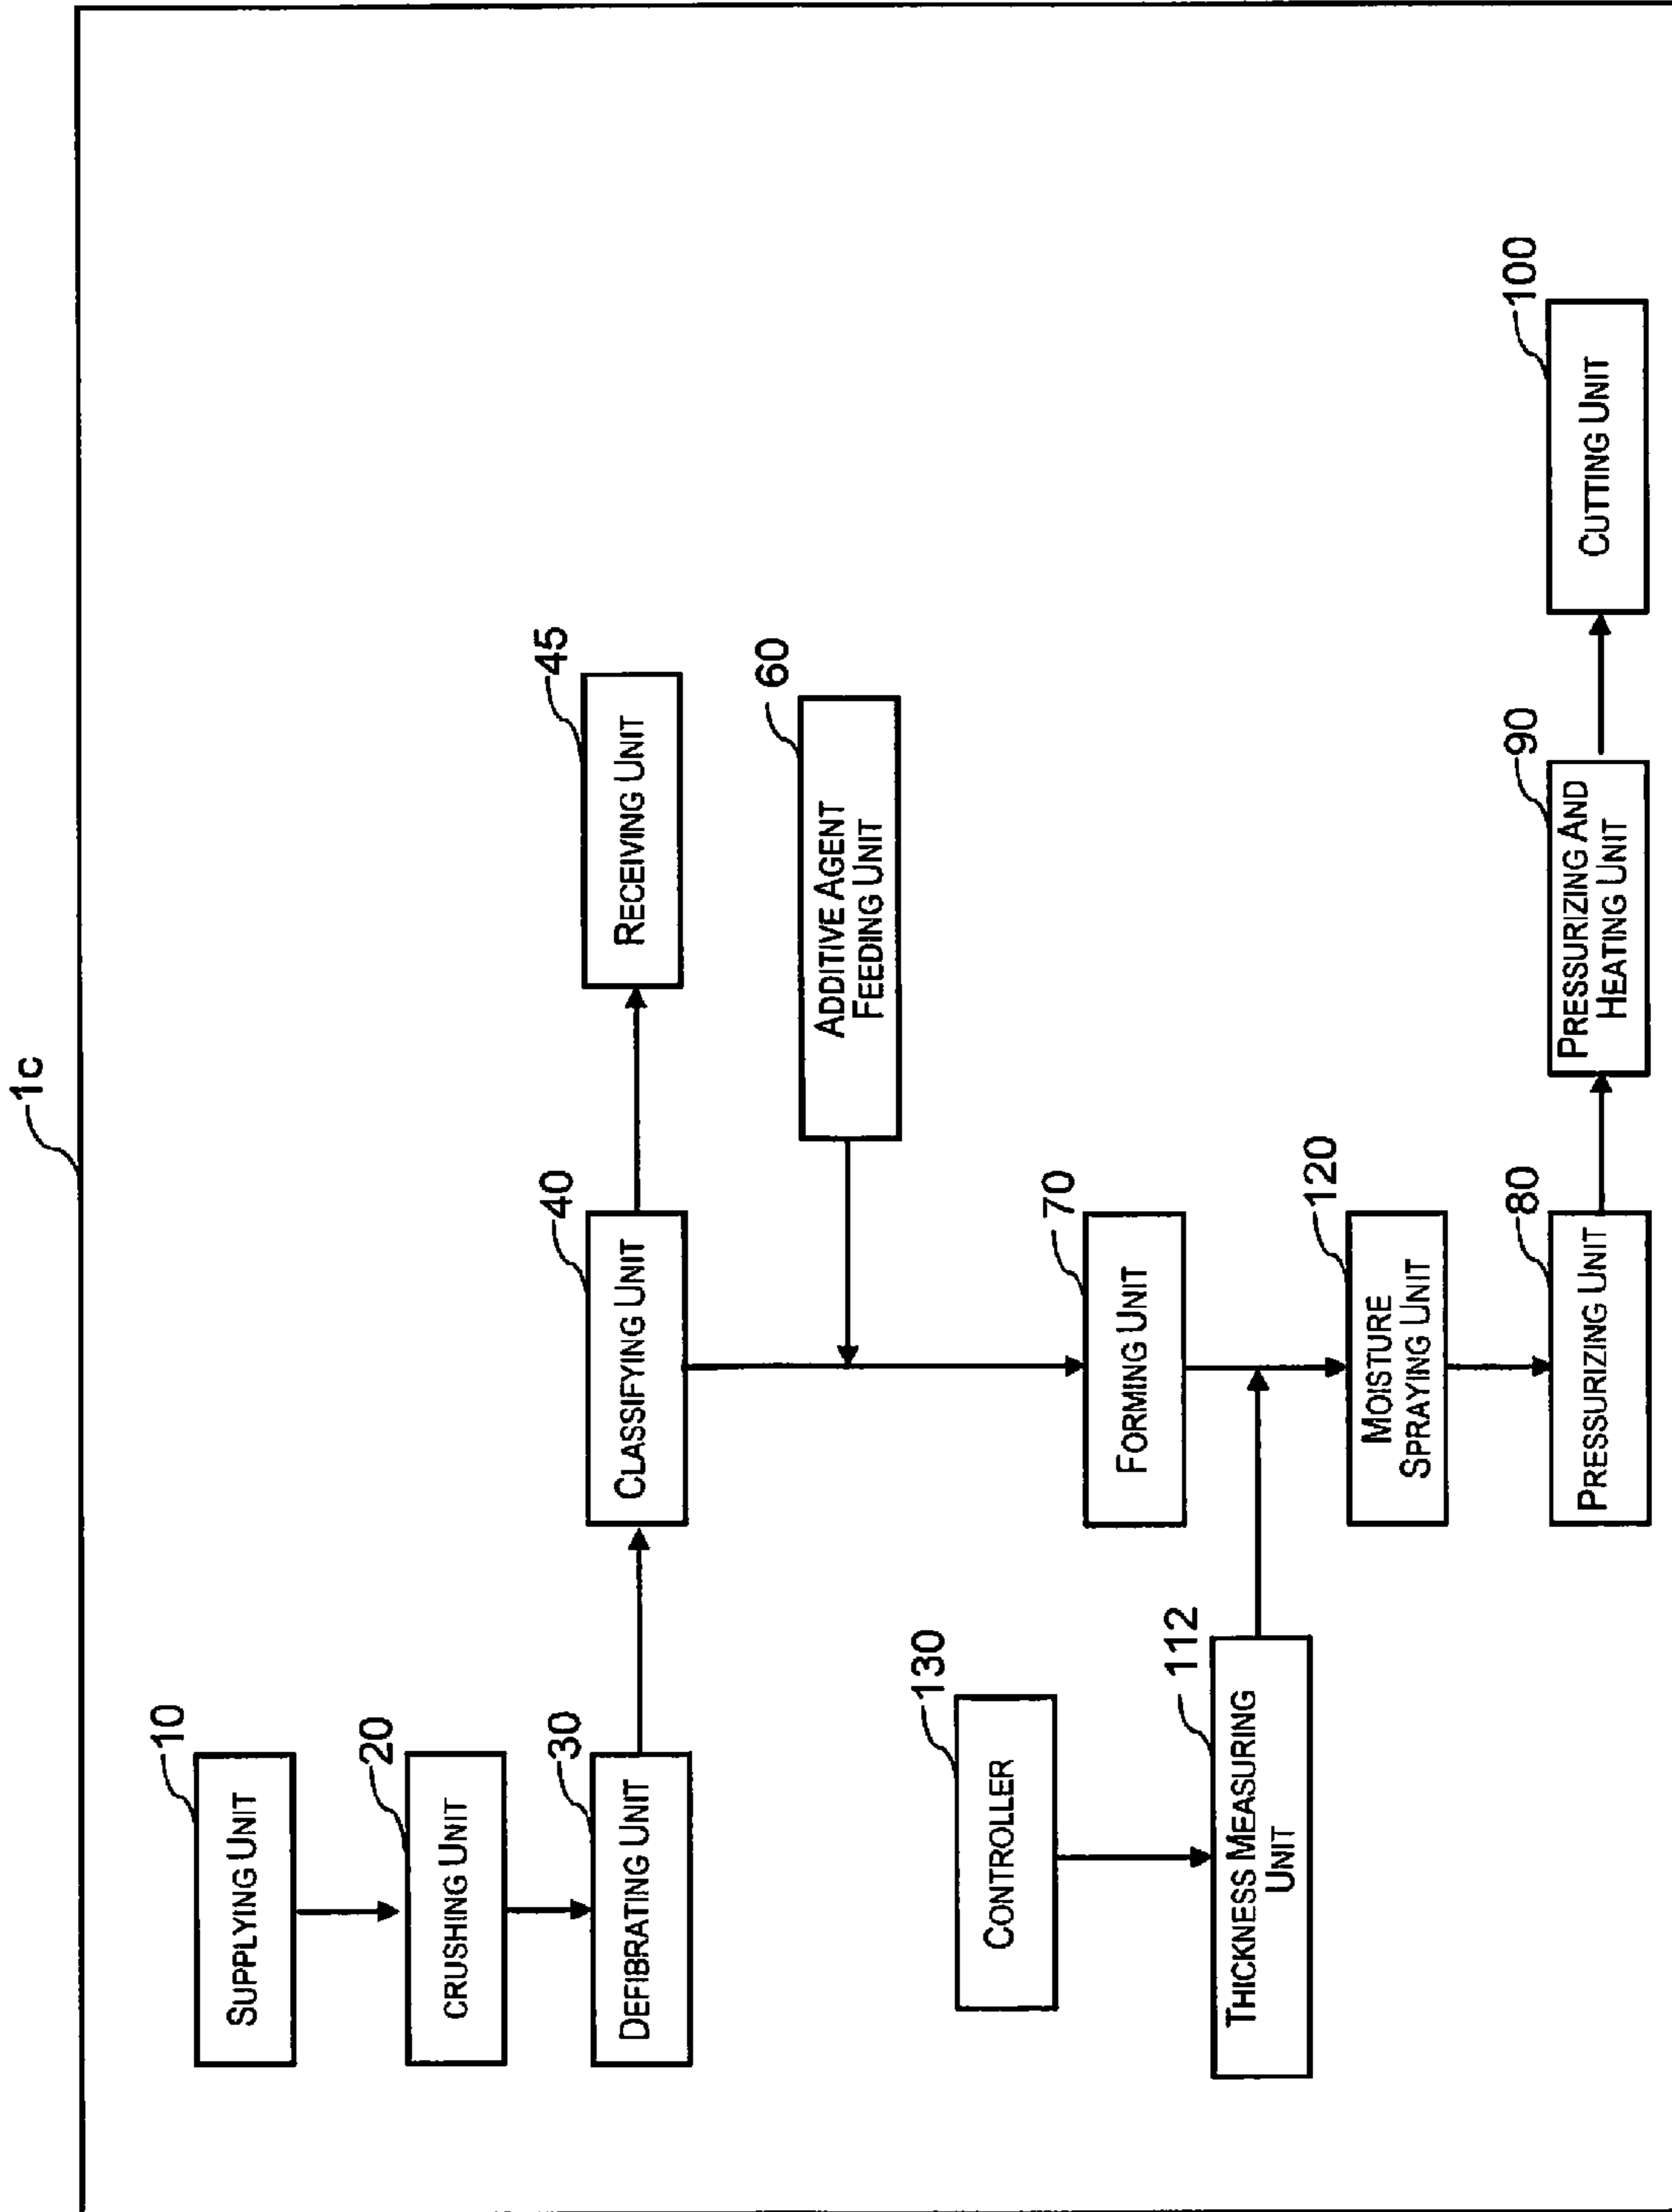 1c
10
SUPPLYING UNIT
20
CRUSHING UNIT
30
DEFIBRATING UNIT
40
CLASSIFYING UNIT
45
RECEIVING UNIT
60
ADDITIVE AGENT
FEEDING UNIT
70
FORMING UNIT
130
CONTROLLER
112
THICKNESS MEASURING
UNIT
120
MOISTURE
SPRAYING UNIT
80
PRESSURIZING UNIT
90
PRESSURIZING AND
HEATING UNIT
100
CUTTING UNIT